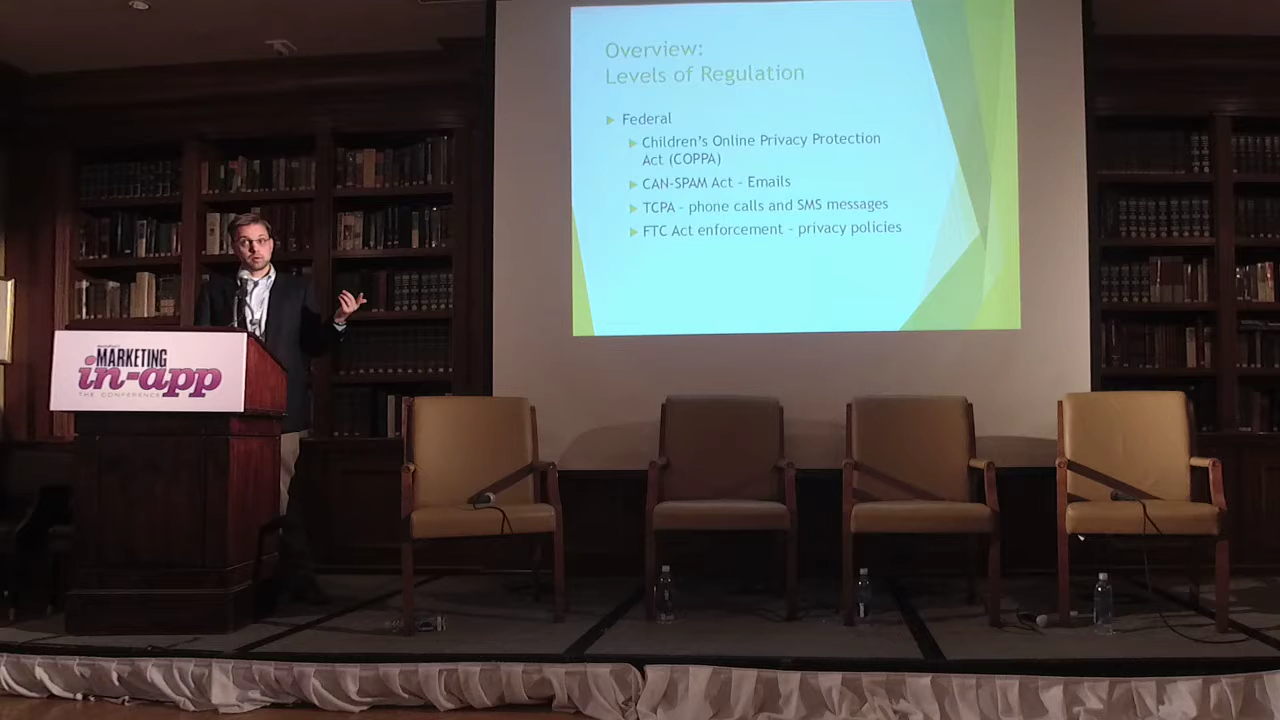 Overview:
Levels of Regulation
Federal
Children's Online Privacy Protection
Act (COPPA)
CAN-SPAM Act - Emails
TCPA - phone calls and SMS messages
FTC Act enforcement - privacy policies
MARKETING
in-app
THE CONFERENCE